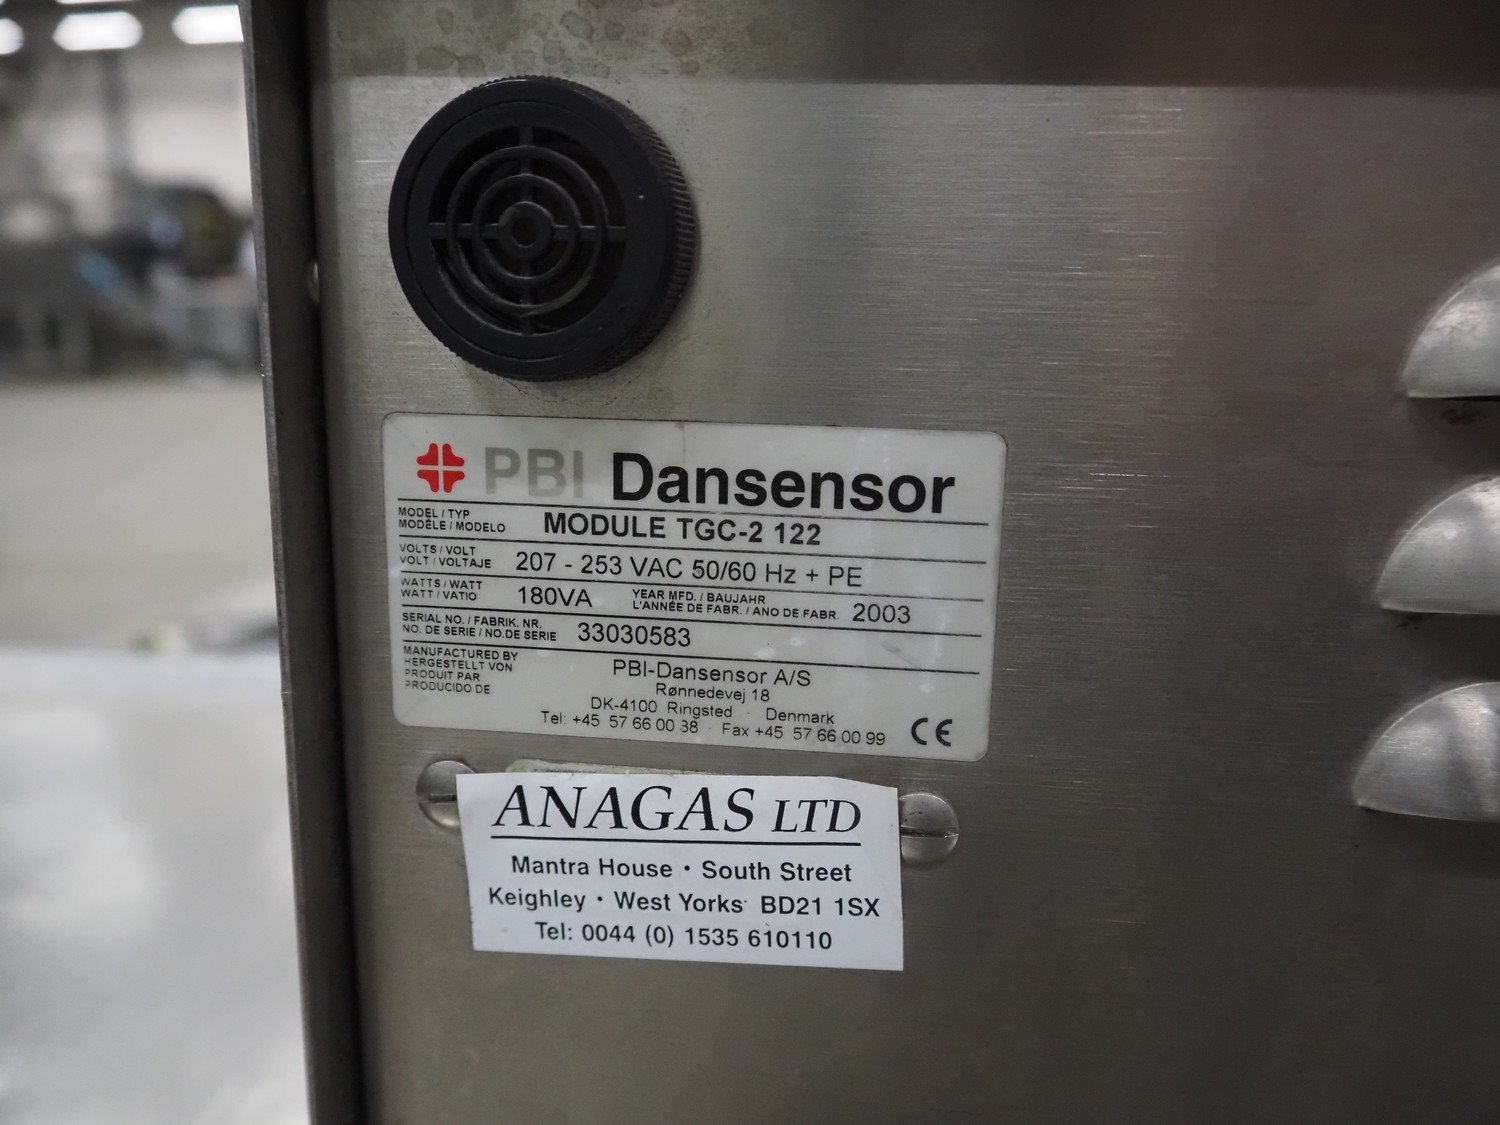 PBI Dansensor
MODEL / TYP
MODÈLE / MODELO
MODULE TGC-2 122
VOLTS / VOLT
VOLT / VOLTAJE
207 - 253 VAC 50/60 Hz + PE
WATTS / WATT
WATT / VATIO
180VA
YEAR MFD. / BAUJAHR
L'ANNÉE DE FABR. / ANO DE FABR.
2003
SERIAL NO. / FABRIK. NR.
NO. DE SERIE / NO. DE SERIE
33030583
MANUFACTURED BY
HERGESTELLT VON
PRODUIT PAR
PRODUCIDO DE
PBI-Dansensor A/S
Rønnedevej 18
DK-4100 Ringsted · Denmark
Tel: +45 57 66 00 38 · Fax +45 57 66 00 99
CE
ANAGAS LTD
Mantra House • South Street
Keighley • West Yorks BD21 1SX
Tel: 0044 (0) 1535 610110